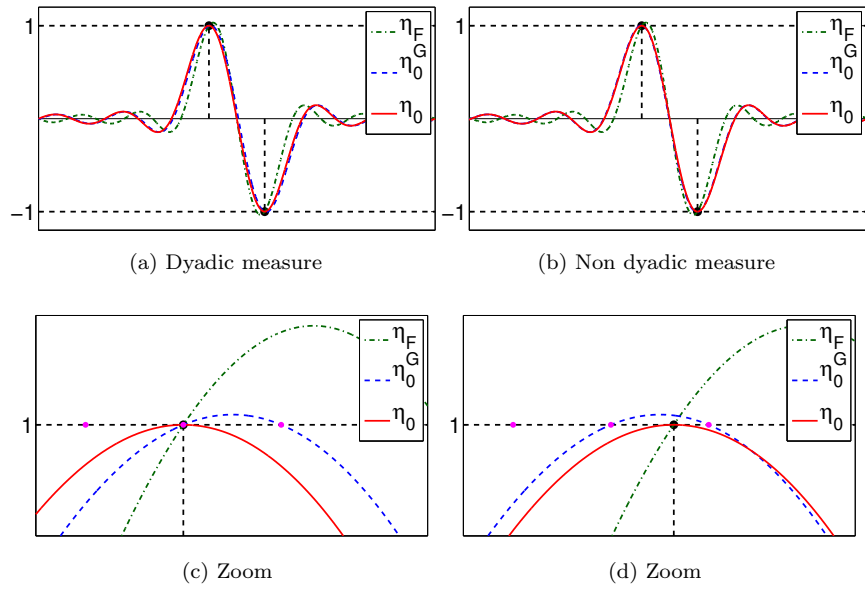 1
−1
η_F
η_0^G
η_0
(a) Dyadic measure
1
−1
η_F
η_0^G
η_0
(b) Non dyadic measure
1
η_F
η_0^G
η_0
(c) Zoom
1
η_F
η_0^G
η_0
(d) Zoom